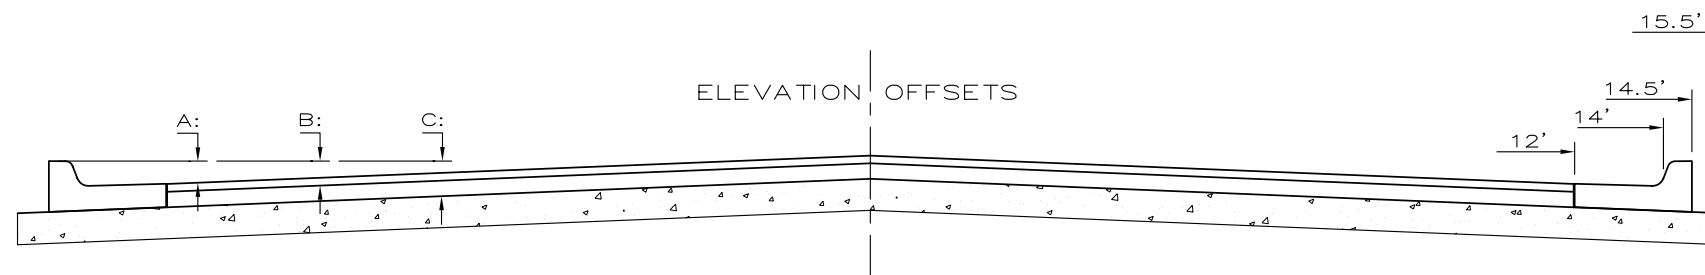 15.5'
ELEVATION OFFSETS
14.5'
A:
B:
C:
14'
12'